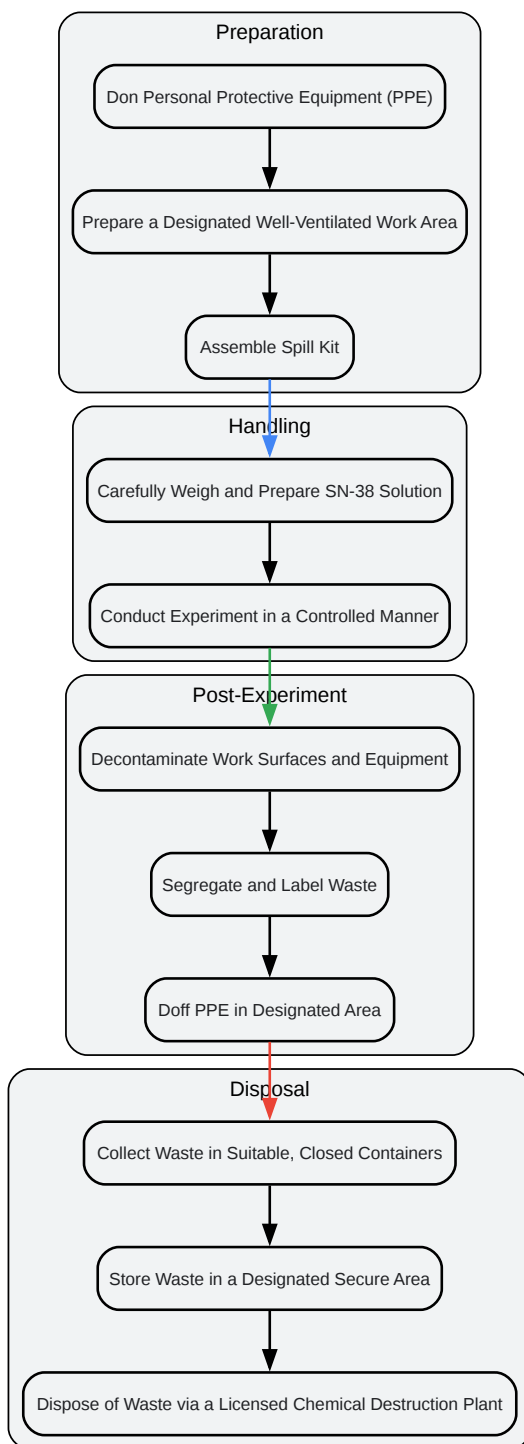 Preparation
Don Personal Protective Equipment (PPE)
Prepare a Designated Well-Ventilated Work Area
Assemble Spill Kit
Handling
Carefully Weigh and Prepare SN-38 Solution
Conduct Experiment in a Controlled Manner
Post-Experiment
Decontaminate Work Surfaces and Equipment
Segregate and Label Waste
Doff PPE in Designated Area
Disposal
Collect Waste in Suitable, Closed Containers
Store Waste in a Designated Secure Area
Dispose of Waste via a Licensed Chemical Destruction Plant